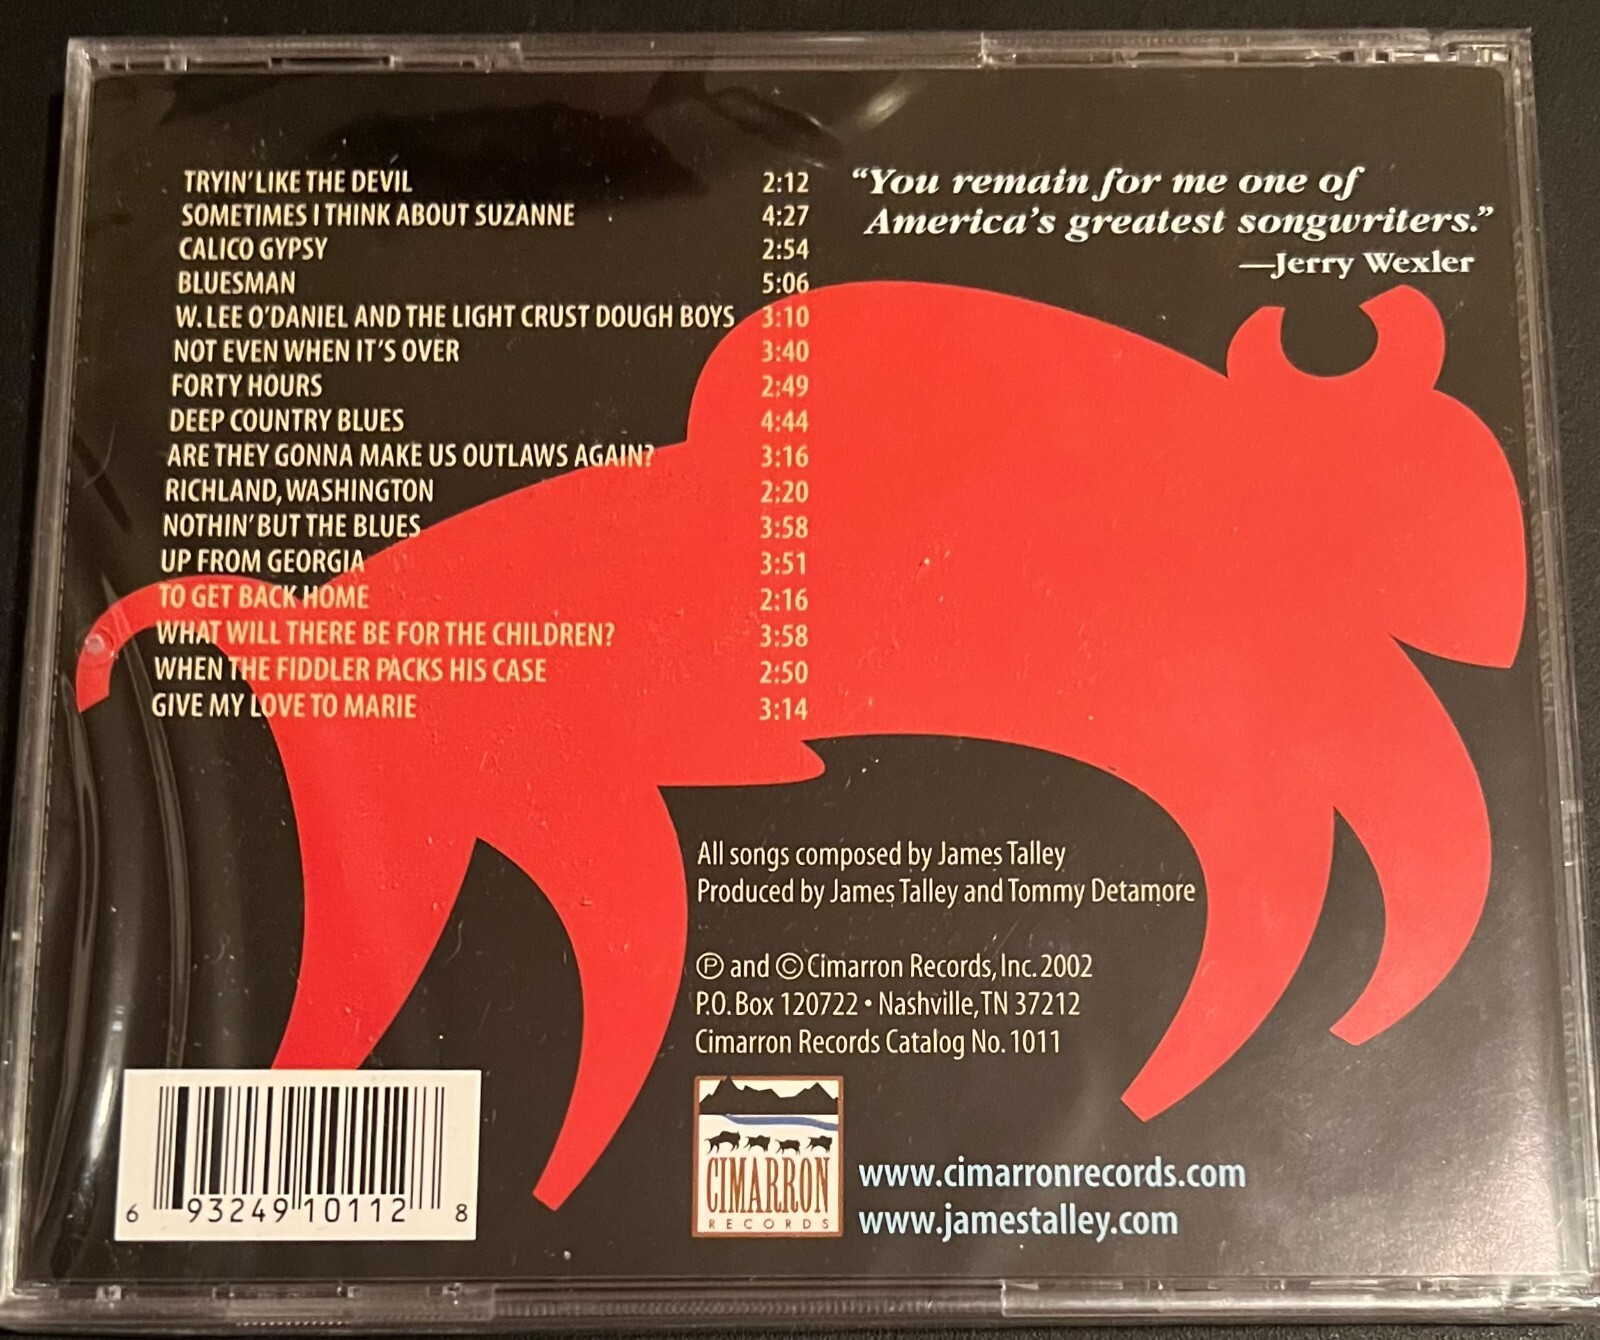 TRYIN' LIKE THE DEVIL 2:12
SOMETIMES I THINK ABOUT SUZANNE 4:27
CALICO GYPSY 2:54
BLUESMAN 5:06
W. LEE O'DANIEL AND THE LIGHT CRUST DOUGH BOYS 3:10
NOT EVEN WHEN IT'S OVER 3:40
FORTY HOURS 2:49
DEEP COUNTRY BLUES 4:44
ARE THEY GONNA MAKE US OUTLAWS AGAIN? 3:16
RICHLAND, WASHINGTON 2:20
NOTHIN' BUT THE BLUES 3:58
UP FROM GEORGIA 3:51
TO GET BACK HOME 2:16
WHAT WILL THERE BE FOR THE CHILDREN? 3:58
WHEN THE FIDDLER PACKS HIS CASE 2:50
GIVE MY LOVE TO MARIE 3:14
“You remain for me one of
America's greatest songwriters.”
—Jerry Wexler
All songs composed by James Talley
Produced by James Talley and Tommy Detamore
Ⓟ and © Cimarron Records, Inc. 2002
P.O. Box 120722 • Nashville, TN 37212
Cimarron Records Catalog No. 1011
6 93249 10112 8
CIMARRON
RECORDS
www.cimarronrecords.com
www.jamestalley.com